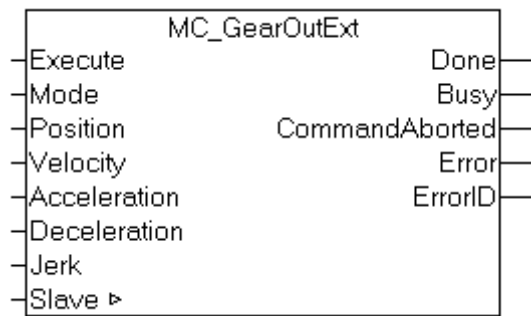 MC_GearOutExt
Execute Done
Mode Busy
Position CommandAborted
Velocity Error
Acceleration ErrorID
Deceleration
Jerk
Slave